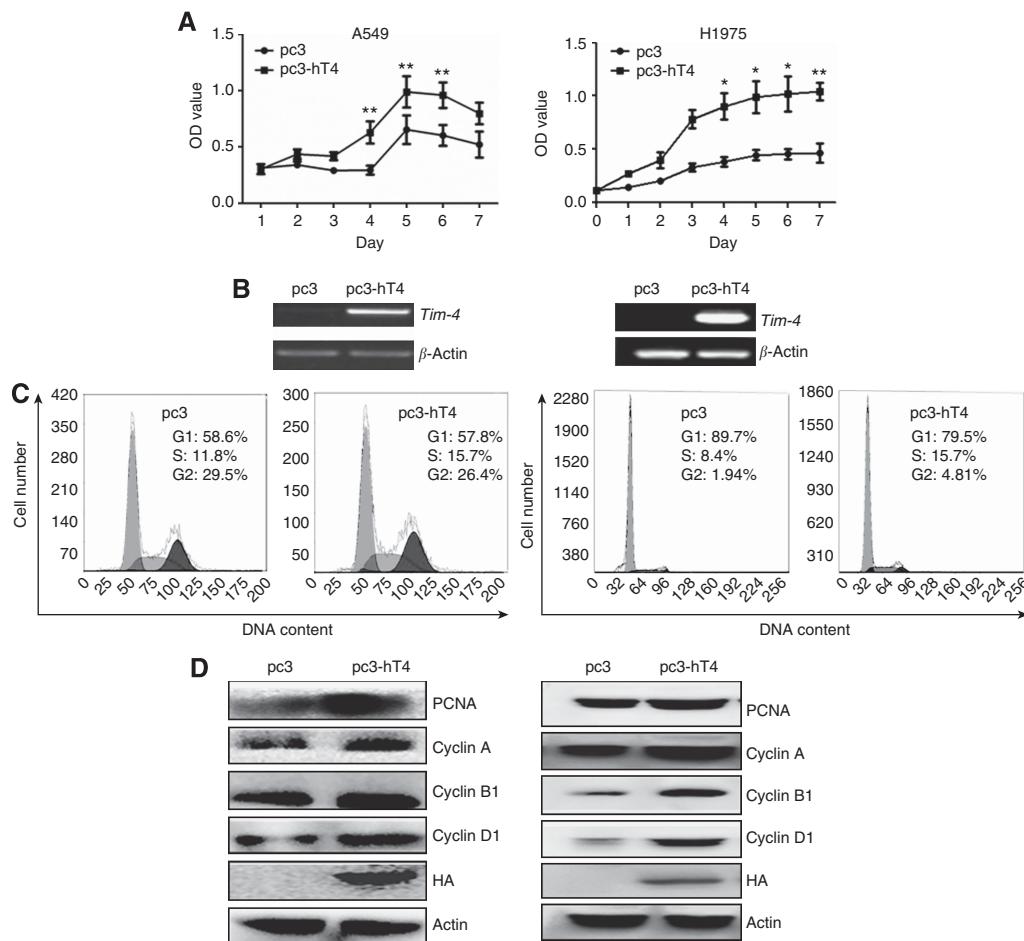 A
A549
1.5
1.0
0.5
0.0
OD value
pc3
pc3-hT4
** ** **
1 2 3 4 5 6 7
Day
H1975
1.5
1.0
0.5
0.0
OD value
pc3
pc3-hT4
* * * **
0 1 2 3 4 5 6 7
Day
B
pc3 pc3-hT4
Tim-4
β-Actin
pc3 pc3-hT4
Tim-4
β-Actin
C
Cell number
420
350
280
210
140
70
pc3
G1: 58.6%
S: 11.8%
G2: 29.5%
0 25 50 75 100 125 150 175 200
300
250
200
150
100
50
pc3-hT4
G1: 57.8%
S: 15.7%
G2: 26.4%
0 25 50 75 100 125 150 175 200
DNA content
Cell number
2280
1900
1520
1140
760
380
pc3
G1: 89.7%
S: 8.4%
G2: 1.94%
0 32 64 96 128 160 192 224 256
1860
1550
1240
930
620
310
pc3-hT4
G1: 79.5%
S: 15.7%
G2: 4.81%
0 32 64 96 128 160 192 224 256
DNA content
D
pc3 pc3-hT4
PCNA
Cyclin A
Cyclin B1
Cyclin D1
HA
Actin
pc3 pc3-hT4
PCNA
Cyclin A
Cyclin B1
Cyclin D1
HA
Actin